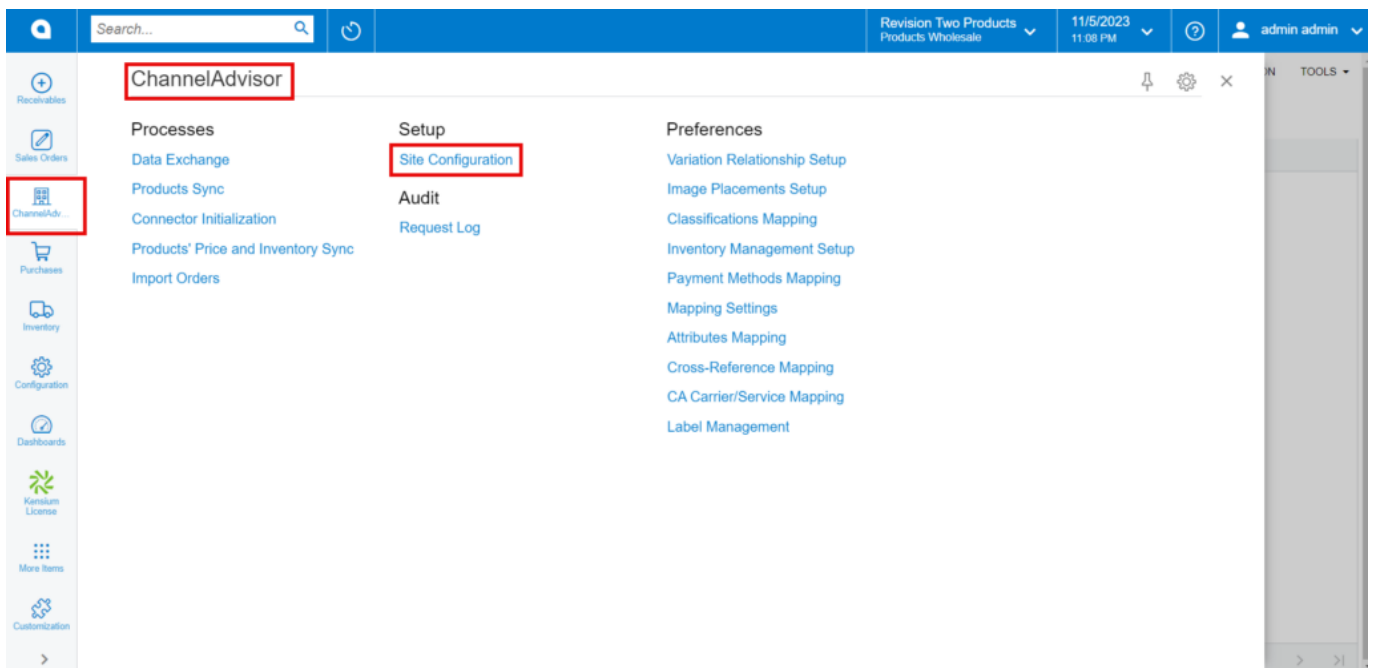 Search...
Revision Two Products
Products Wholesale
11/5/2023
11:08 PM
?
admin admin
Receivables
Sales Orders
ChannelAdv ...
Purchases
Inventory
Configuration
Dashboards
Kensium
License
More Items
Customization
ChannelAdvisor
ON
TOOLS
Processes
Data Exchange
Products Sync
Connector Initialization
Products' Price and Inventory Sync
Import Orders
Setup
Site Configuration
Audit
Request Log
Preferences
Variation Relationship Setup
Image Placements Setup
Classifications Mapping
Inventory Management Setup
Payment Methods Mapping
Mapping Settings
Attributes Mapping
Cross-Reference Mapping
CA Carrier/Service Mapping
Label Management